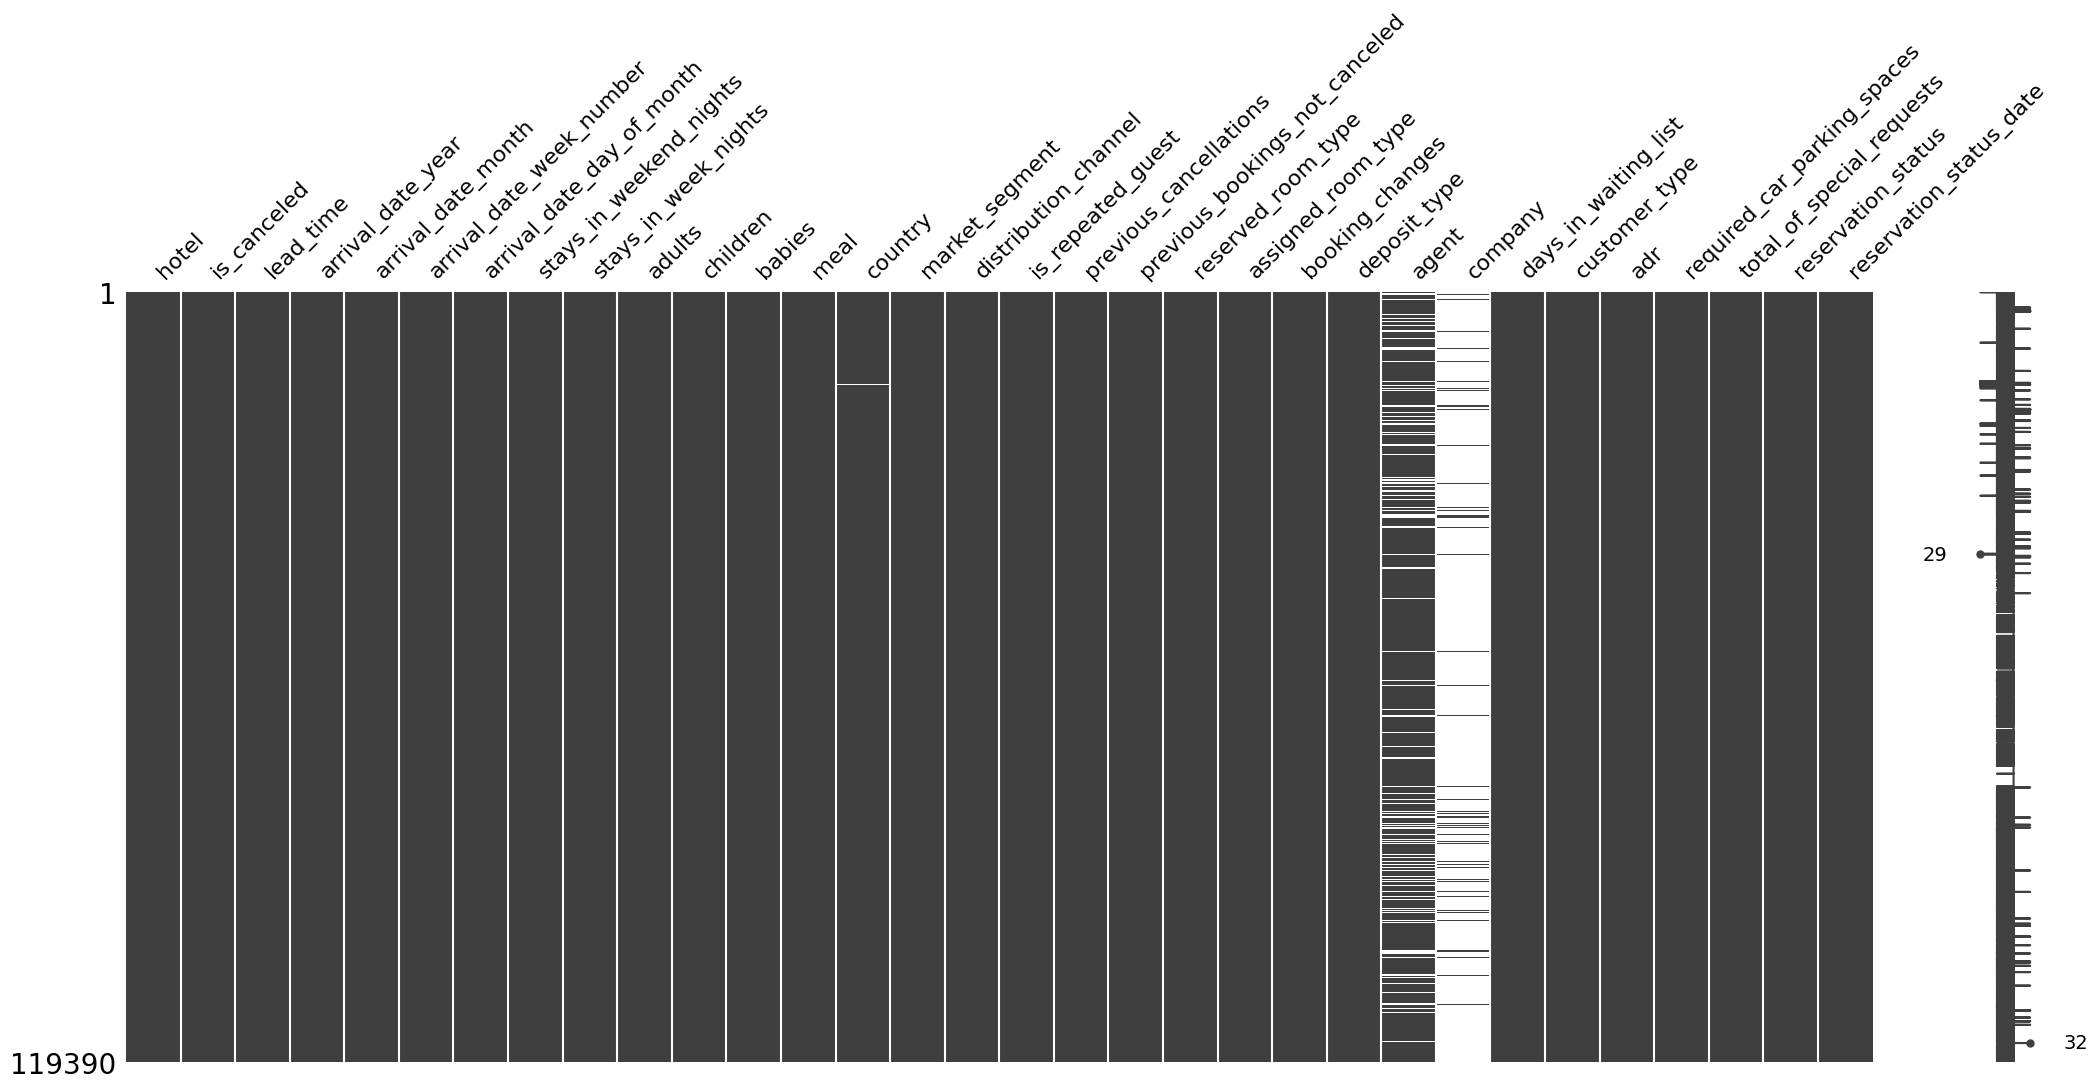 hotel
is_canceled
lead_time
arrival_date_year
arrival_date_month
arrival_date_week_number
arrival_date_day_of_month
stays_in_weekend_nights
stays_in_week_nights
adults
children
babies
meal
country
market_segment
distribution_channel
is_repeated_guest
previous_cancellations
previous_bookings_not_canceled
reserved_room_type
assigned_room_type
booking_changes
deposit_type
agent
company
days_in_waiting_list
customer_type
adr
required_car_parking_spaces
total_of_special_requests
reservation_status
reservation_status_date
1
29
32
119390